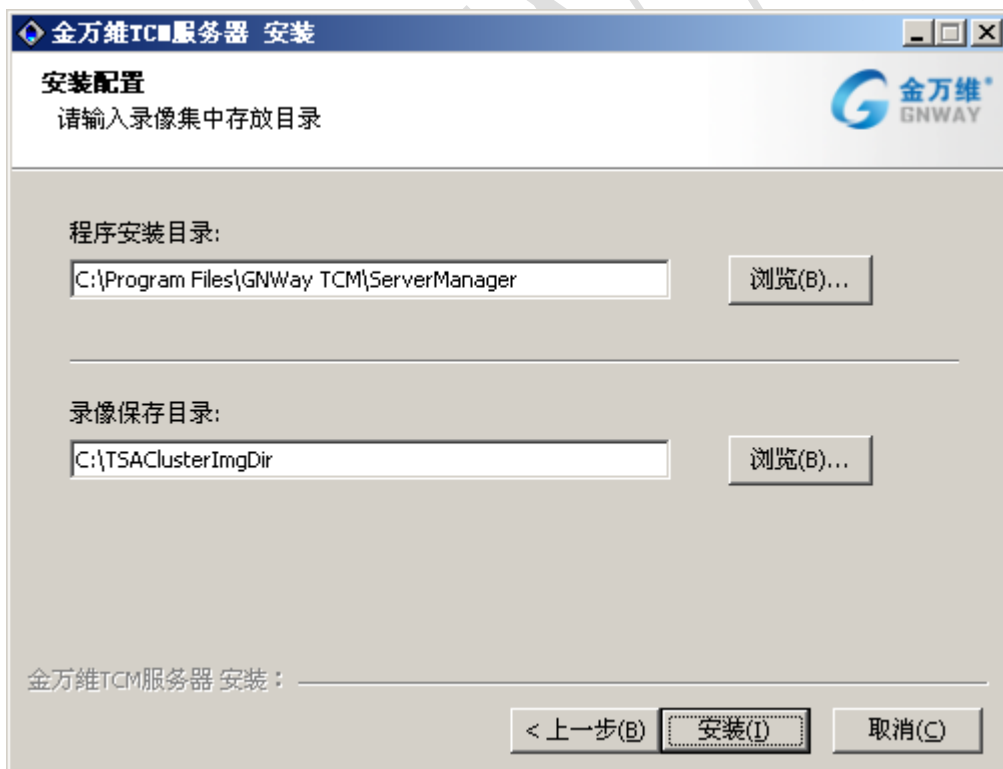 金万维TCM服务器 安装
安装配置
请输入录像集中存放目录
金万维®
GNWAY
程序安装目录:
C:\Program Files\GNWay TCM\ServerManager
浏览(B)...
录像保存目录:
C:\TSAClusterImgDir
浏览(B)...
金万维TCM服务器 安装：
< 上一步(B) 安装(I) 取消(C)